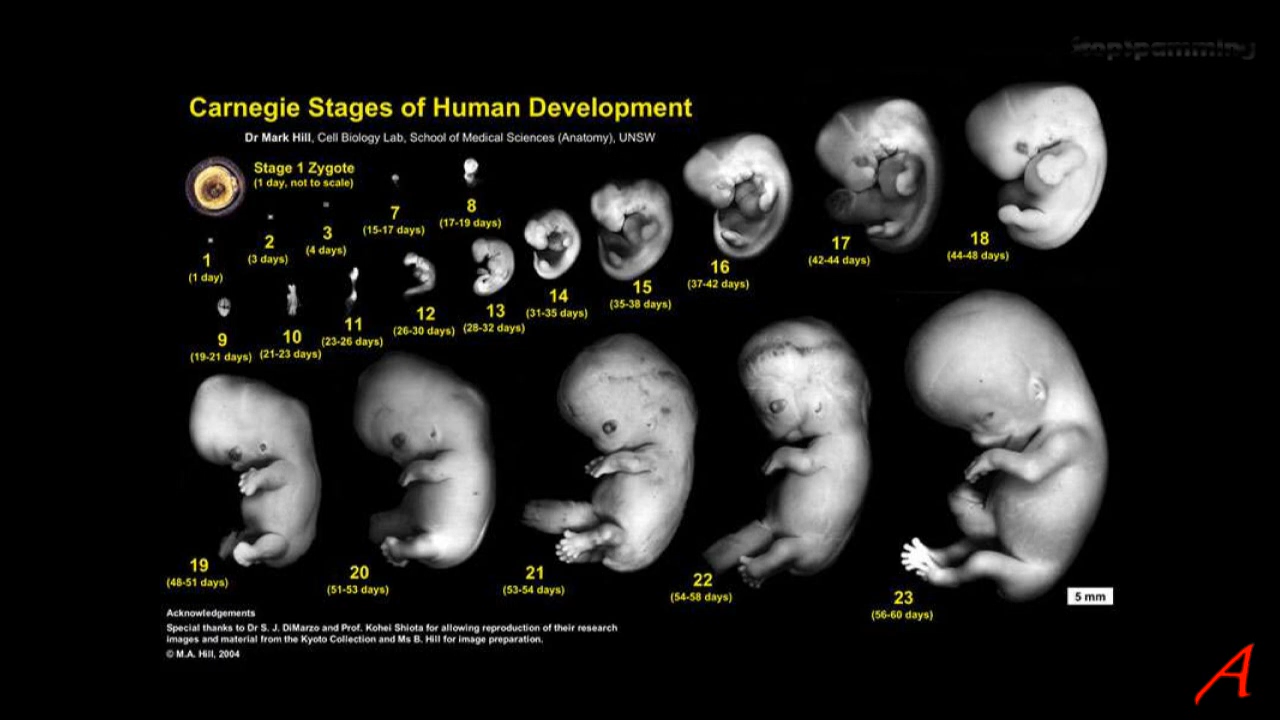 Carnegie Stages of Human Development
Dr Mark Hill, Cell Biology Lab, School of Medical Sciences (Anatomy), UNSW
Stage 1 Zygote
(1 day, not to scale)
1
(1 day)
2
(3 days)
3
(4 days)
7
(15-17 days)
8
(17-19 days)
9
(19-21 days)
10
(21-23 days)
11
(23-26 days)
12
(26-30 days)
13
(28-32 days)
14
(31-35 days)
15
(35-38 days)
16
(37-42 days)
17
(42-44 days)
18
(44-48 days)
19
(48-51 days)
20
(51-53 days)
21
(53-54 days)
22
(54-58 days)
23
(56-60 days)
5 mm
Acknowledgements
Special thanks to Dr S. J. DiMarzo and Prof. Kohei Shiota for allowing reproduction of their research
images and material from the Kyoto Collection and Ms B. Hill for image preparation.
© M.A. Hill, 2004
A